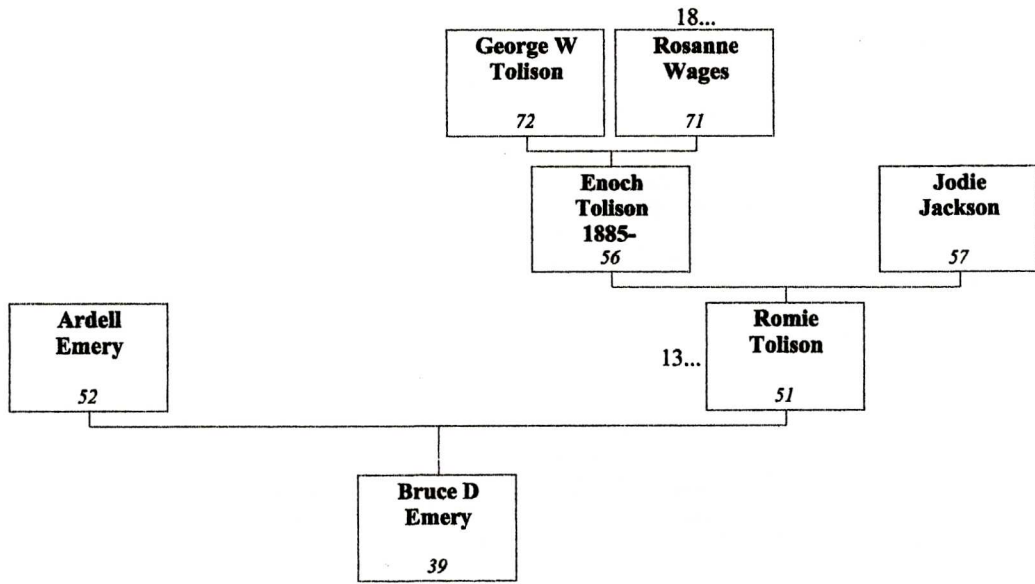 18...
George W
Tolison
72
Rosanne
Wages
71
Enoch
Tolison
1885-
56
Jodie
Jackson
57
Ardell
Emery
52
13...
Romie
Tolison
51
Bruce D
Emery
39